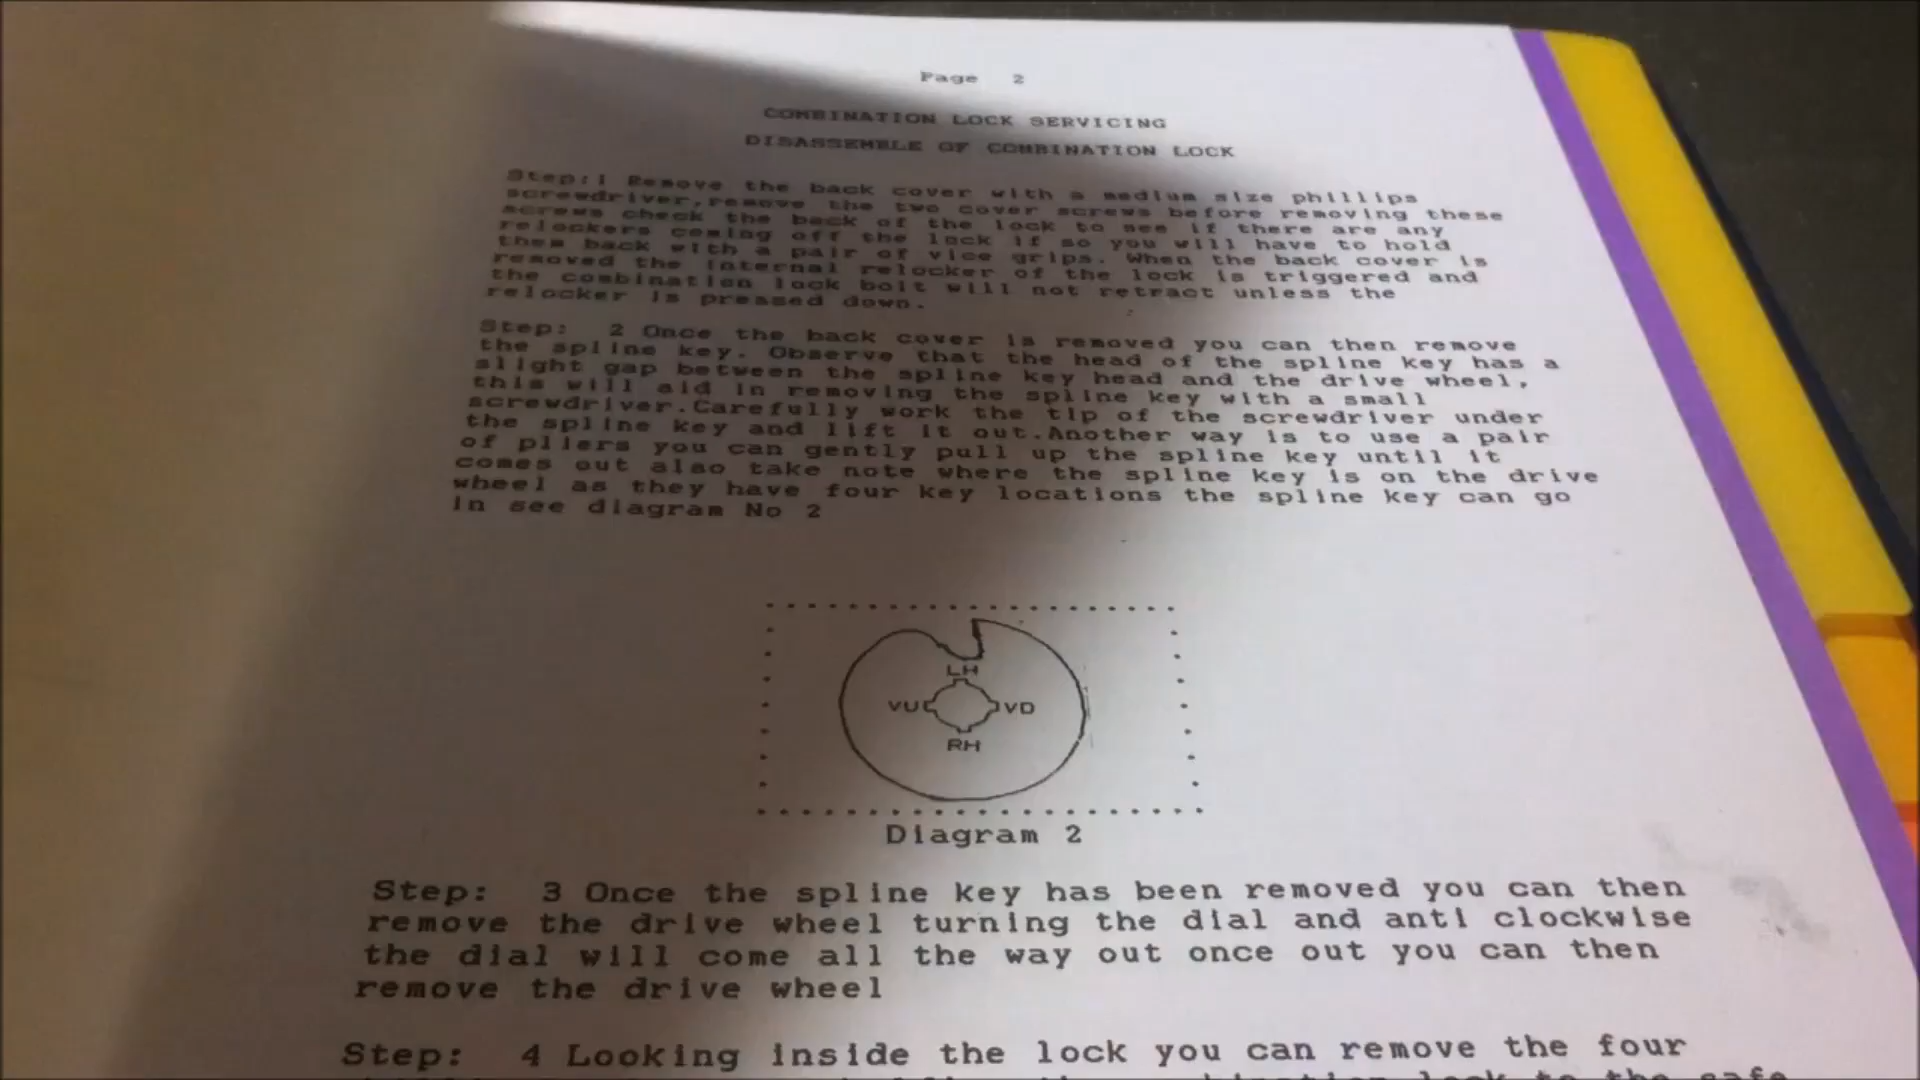 Page 2
COMBINATION LOCK SERVICING
DISASSEMBLE OF COMBINATION LOCK
Step:1 Remove the back cover with a medium size phillips
screwdriver,remove the two cover screws before removing these
screws check the back of the lock to see if there are any
relockers coming off the lock if so you will have to hold
them back with a pair of vice grips. When the back cover is
removed the internal relocker of the lock is triggered and
the combination lock bolt will not retract unless the
relocker is pressed down.
Step: 2 Once the back cover is removed you can then remove
the spline key. Observe that the head of the spline key has a
slight gap between the spline key head and the drive wheel,
this will aid in removing the spline key with a small
screwdriver.Carefully work the tip of the screwdriver under
the spline key and lift it out.Another way is to use a pair
of pliers you can gently pull up the spline key until it
comes out also take note where the spline key is on the drive
wheel as they have four key locations the spline key can go
in see diagram No 2
LH
VU VD
RH
Diagram 2
Step: 3 Once the spline key has been removed you can then
remove the drive wheel turning the dial and anti clockwise
the dial will come all the way out once out you can then
remove the drive wheel
Step: 4 Looking inside the lock you can remove the four
lock to the safe